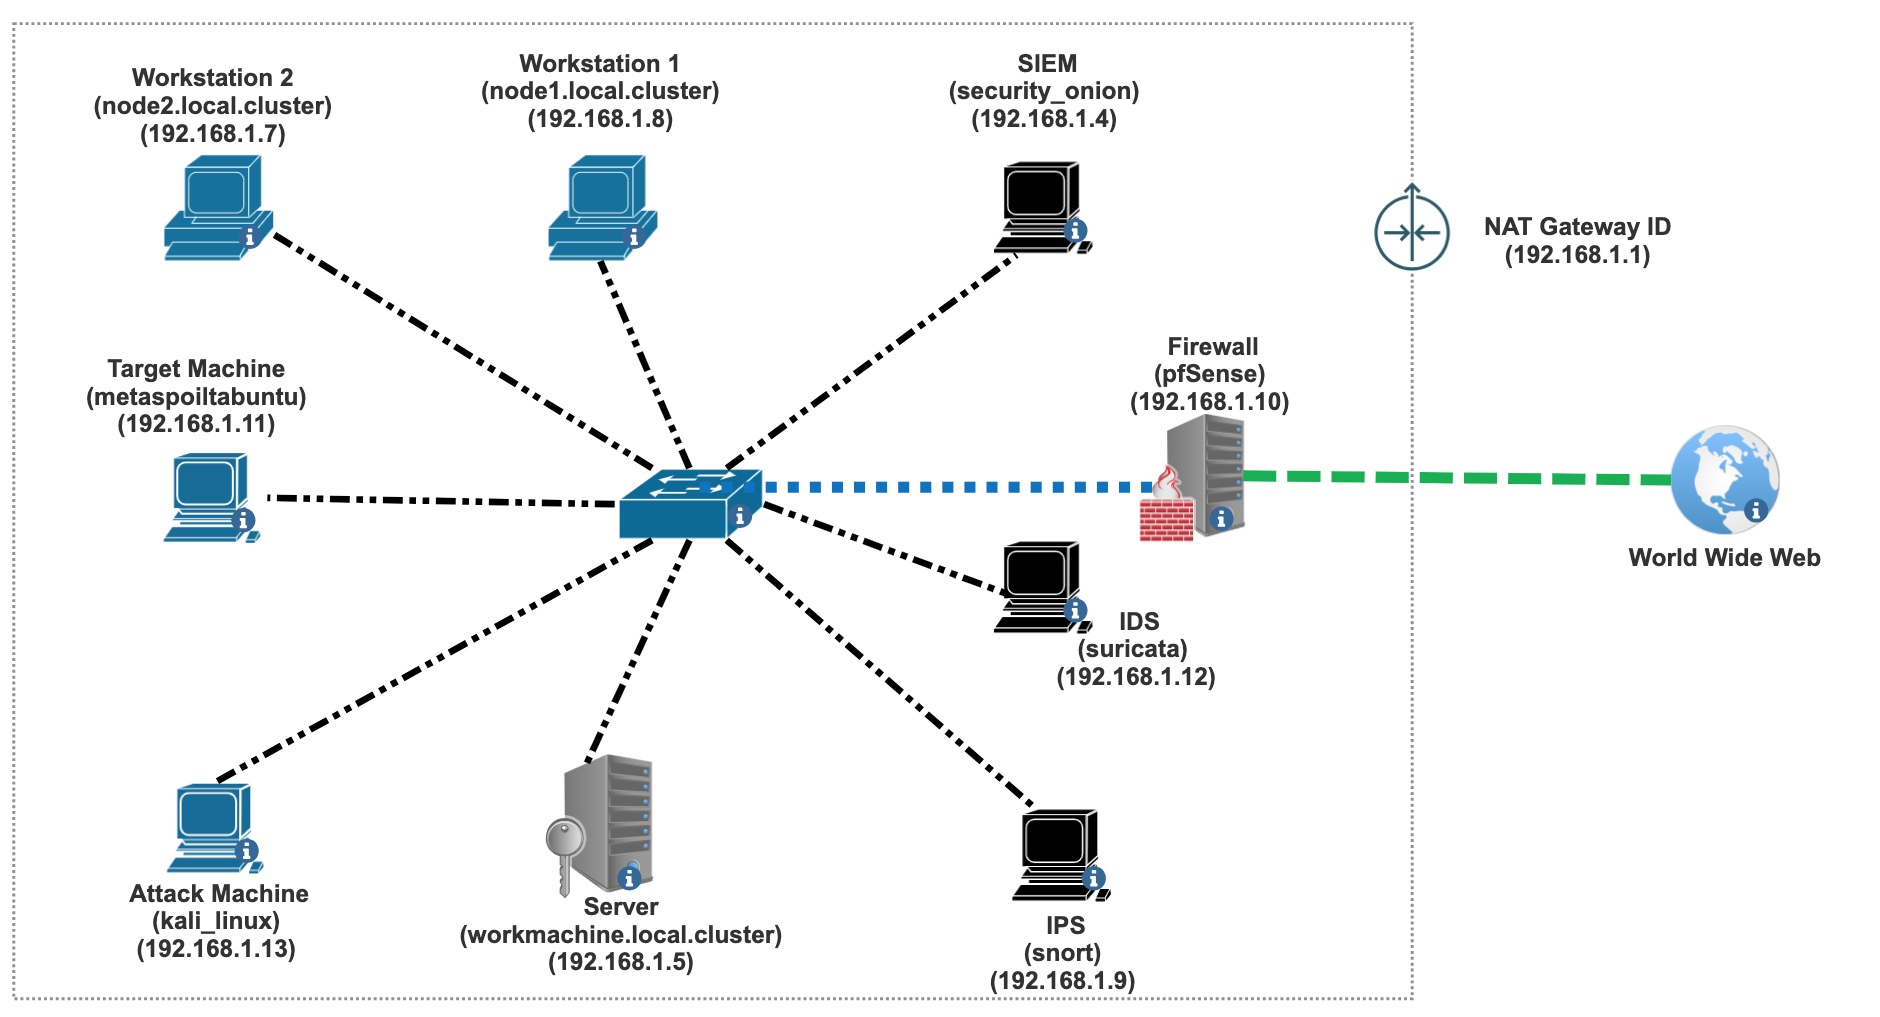 Workstation 2
(node2.local.cluster)
(192.168.1.7)
Workstation 1
(node1.local.cluster)
(192.168.1.8)
SIEM
(security_onion)
(192.168.1.4)
NAT Gateway ID
(192.168.1.1)
Target Machine
(metaspoiltabuntu)
(192.168.1.11)
Firewall
(pfSense)
(192.168.1.10)
World Wide Web
IDS
(suricata)
(192.168.1.12)
Attack Machine
(kali_linux)
(192.168.1.13)
Server
(workmachine.local.cluster)
(192.168.1.5)
IPS
(snort)
(192.168.1.9)